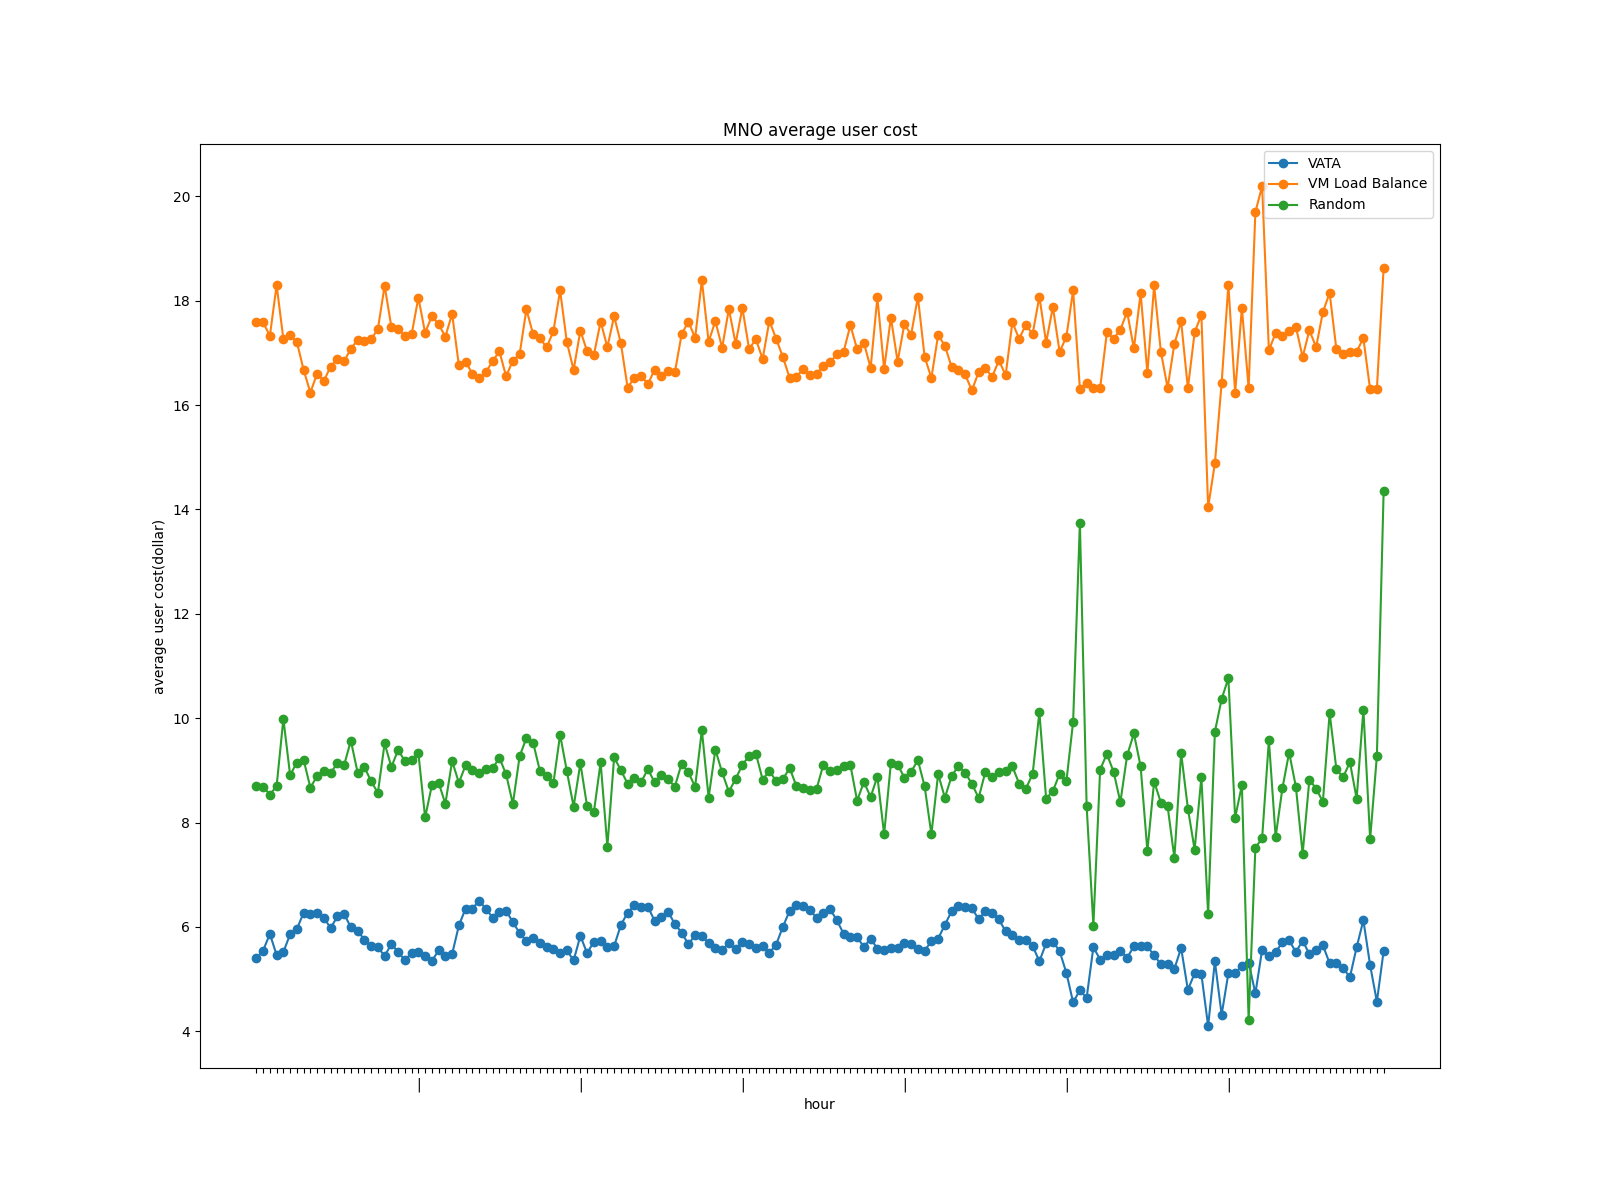 MNO average user cost
VATA
VM Load Balance
Random
20
18
16
14
12
10
8
6
4
average user cost(dollar)
| | | | | |
hour